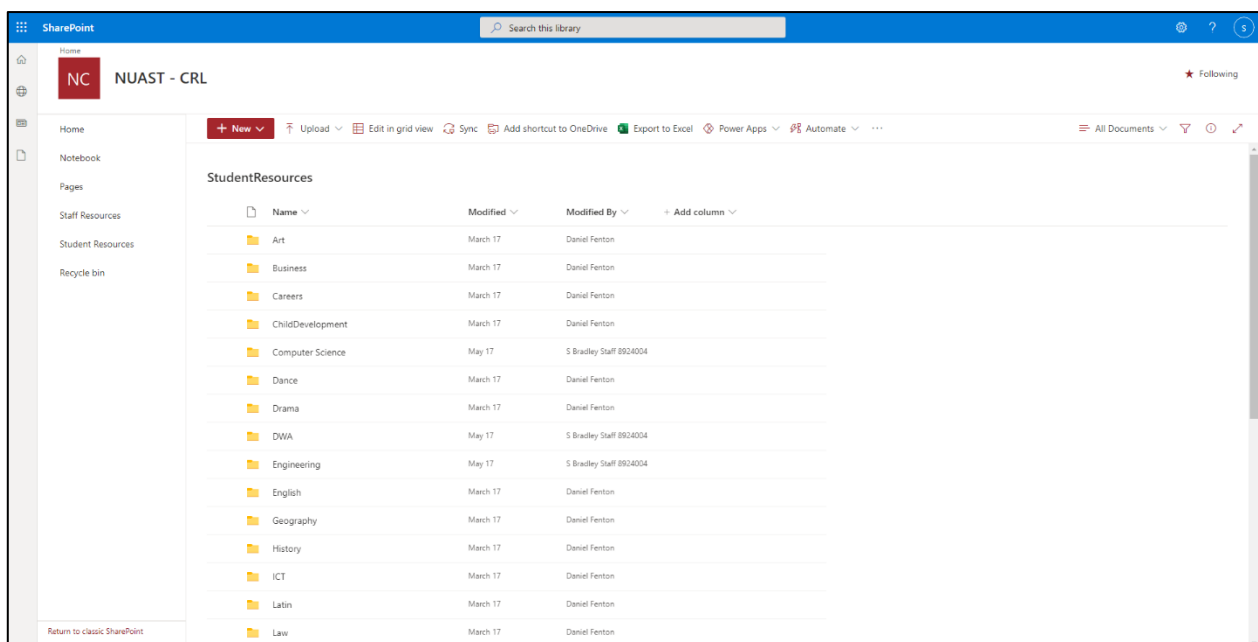 SharePoint Search this library ? S
Home
NC NUAST - CRL Following
Home
Notebook
Pages
Staff Resources
Student Resources
Recycle bin
Return to classic SharePoint
+ New Upload Edit in grid view Sync Add shortcut to OneDrive Export to Excel Power Apps Automate ... All Documents
StudentResources
Name Modified Modified By + Add column
Art March 17 Daniel Fenton
Business March 17 Daniel Fenton
Careers March 17 Daniel Fenton
ChildDevelopment March 17 Daniel Fenton
Computer Science May 17 S Bradley Staff 8924004
Dance March 17 Daniel Fenton
Drama March 17 Daniel Fenton
DWA May 17 S Bradley Staff 8924004
Engineering May 17 S Bradley Staff 8924004
English March 17 Daniel Fenton
Geography March 17 Daniel Fenton
History March 17 Daniel Fenton
ICT March 17 Daniel Fenton
Latin March 17 Daniel Fenton
Law March 17 Daniel Fenton